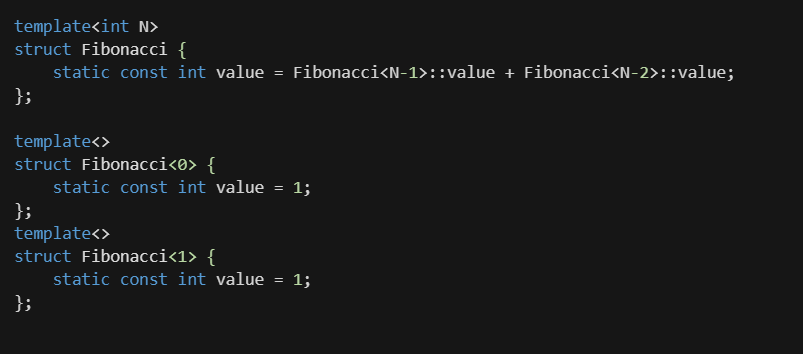 template<int N>
struct Fibonacci {
    static const int value = Fibonacci<N-1>::value + Fibonacci<N-2>::value;
};

template<>
struct Fibonacci<0> {
    static const int value = 1;
};
template<>
struct Fibonacci<1> {
    static const int value = 1;
};